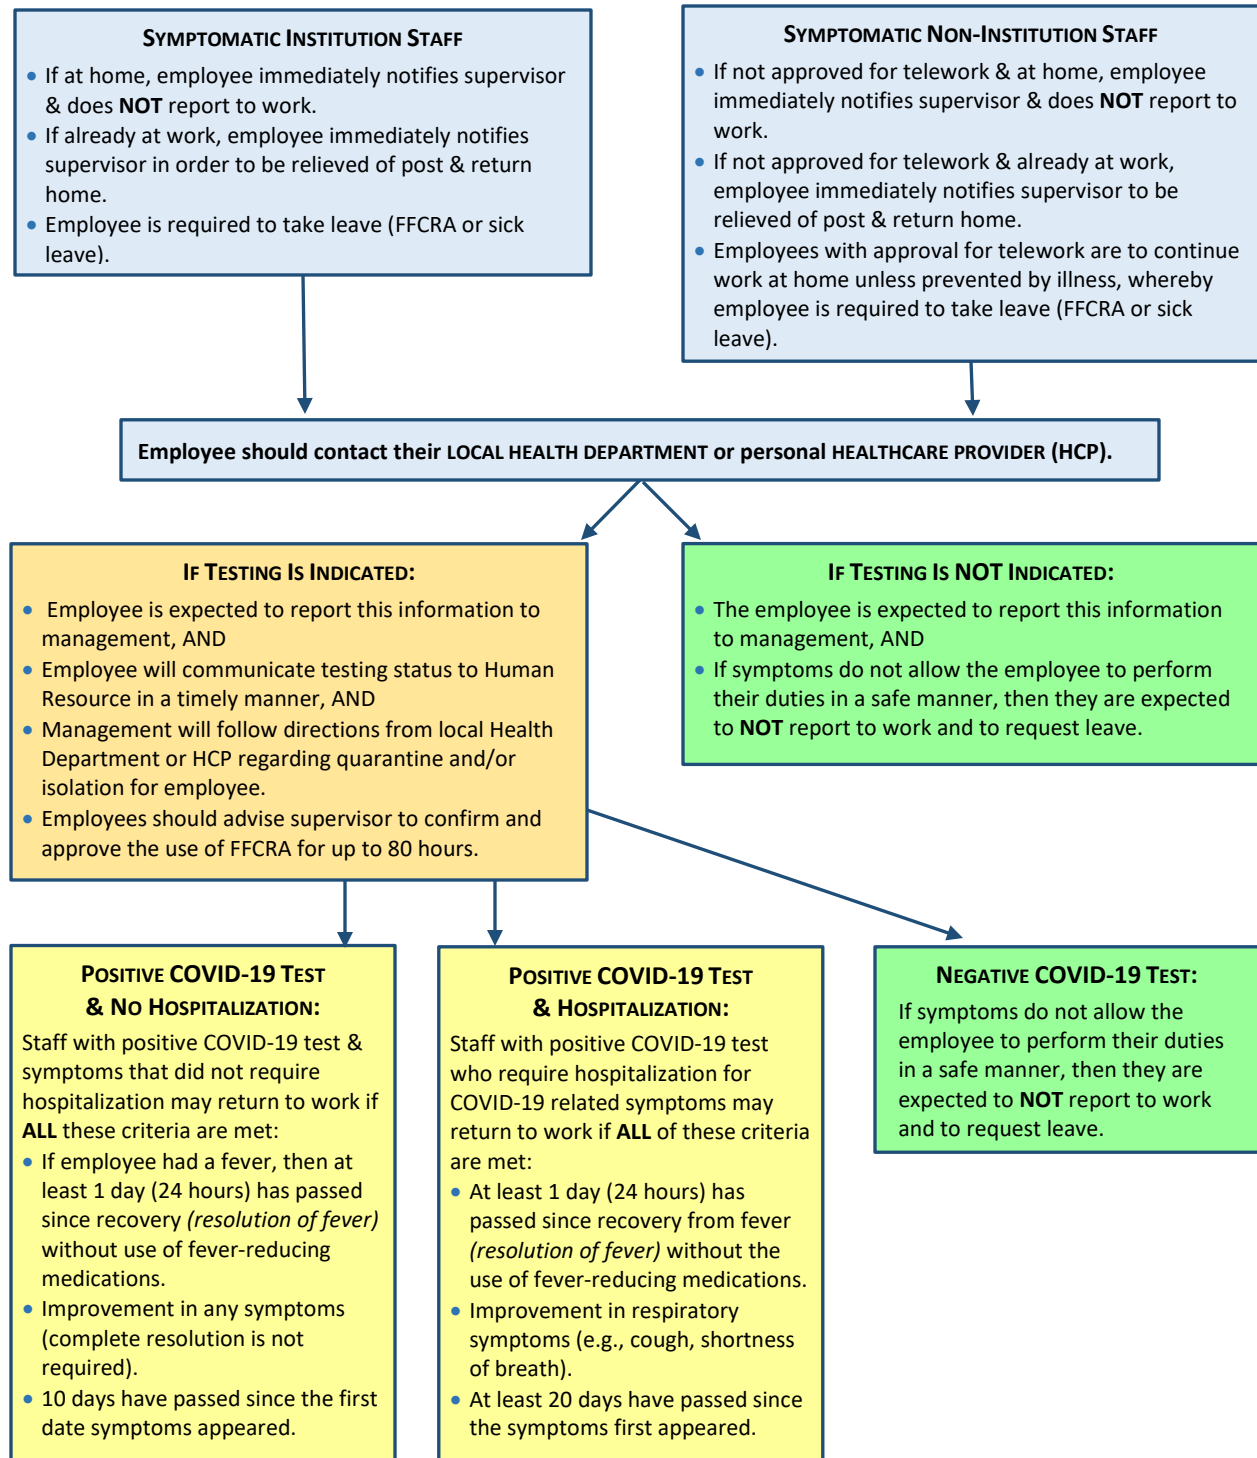 SYMPTOMATIC INSTITUTION STAFF
• If at home, employee immediately notifies supervisor
& does NOT report to work.
• If already at work, employee immediately notifies
supervisor in order to be relieved of post & return
home.
• Employee is required to take leave (FFCRA or sick
leave).
SYMPTOMATIC NON-INSTITUTION STAFF
• If not approved for telework & at home, employee
immediately notifies supervisor & does NOT report to
work.
• If not approved for telework & already at work,
employee immediately notifies supervisor to be
relieved of post & return home.
• Employees with approval for telework are to continue
work at home unless prevented by illness, whereby
employee is required to take leave (FFCRA or sick
leave).
Employee should contact their LOCAL HEALTH DEPARTMENT or personal HEALTHCARE PROVIDER (HCP).
IF TESTING IS INDICATED:
• Employee is expected to report this information to
management, AND
• Employee will communicate testing status to Human
Resource in a timely manner, AND
• Management will follow directions from local Health
Department or HCP regarding quarantine and/or
isolation for employee.
• Employees should advise supervisor to confirm and
approve the use of FFCRA for up to 80 hours.
IF TESTING IS NOT INDICATED:
• The employee is expected to report this information
to management, AND
• If symptoms do not allow the employee to perform
their duties in a safe manner, then they are expected
to NOT report to work and to request leave.
POSITIVE COVID-19 TEST
& NO HOSPITALIZATION:
Staff with positive COVID-19 test &
symptoms that did not require
hospitalization may return to work if
ALL these criteria are met:
• If employee had a fever, then at
least 1 day (24 hours) has passed
since recovery (resolution of fever)
without use of fever-reducing
medications.
• Improvement in any symptoms
(complete resolution is not
required).
• 10 days have passed since the first
date symptoms appeared.
POSITIVE COVID-19 TEST
& HOSPITALIZATION:
Staff with positive COVID-19 test
who require hospitalization for
COVID-19 related symptoms may
return to work if ALL of these criteria
are met:
• At least 1 day (24 hours) has
passed since recovery from fever
(resolution of fever) without the
use of fever-reducing medications.
• Improvement in respiratory
symptoms (e.g., cough, shortness
of breath).
• At least 20 days have passed since
the symptoms first appeared.
NEGATIVE COVID-19 TEST:
If symptoms do not allow the
employee to perform their duties
in a safe manner, then they are
expected to NOT report to work
and to request leave.